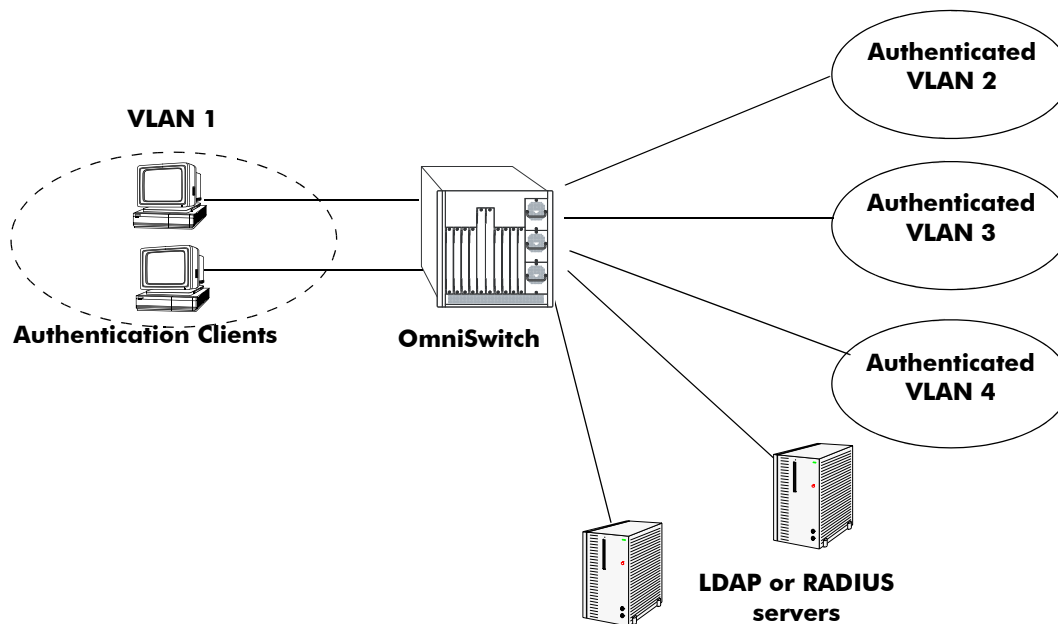 VLAN 1
Authentication Clients
OmniSwitch
Authenticated
VLAN 2
Authenticated
VLAN 3
Authenticated
VLAN 4
LDAP or RADIUS
servers